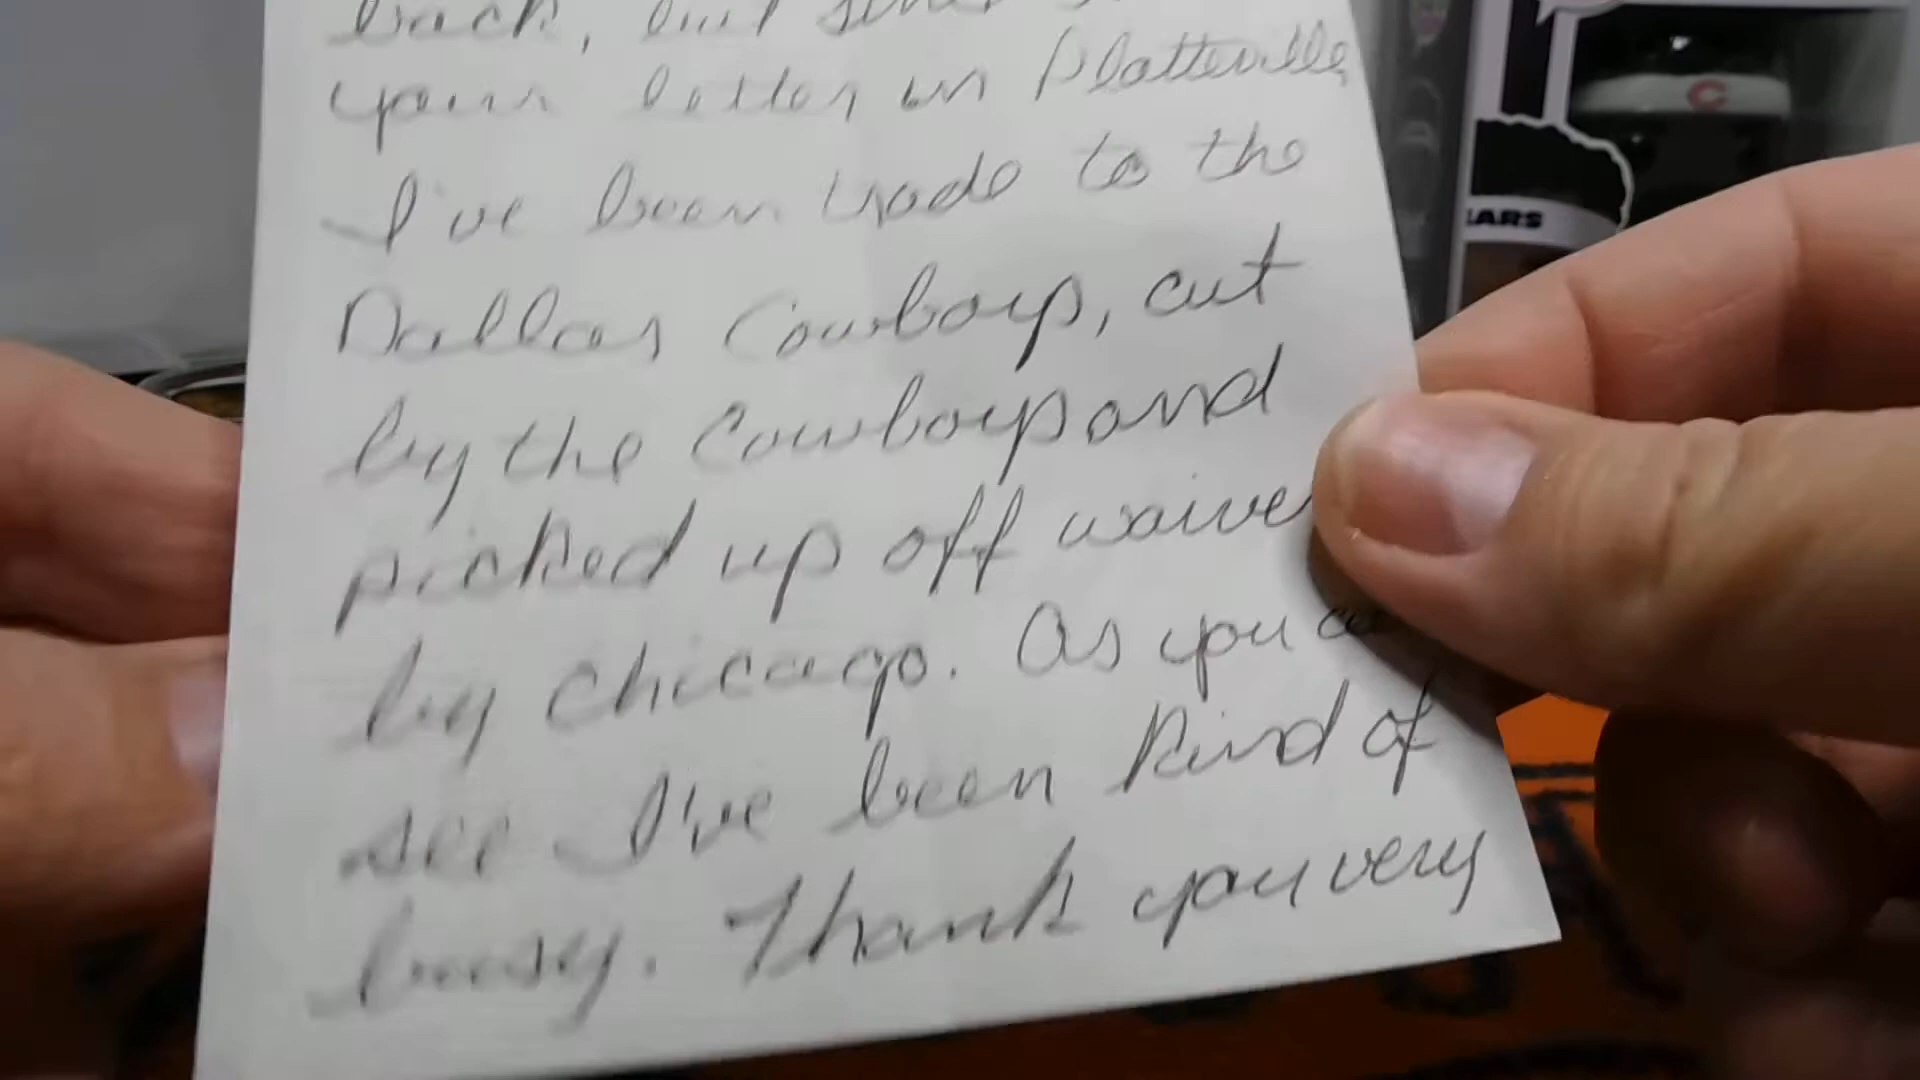 back, but
your letter in Platteville
I've been trade to the
Dallas Cowboys, cut
by the Cowboys and
picked up off waive
by Chicago. As you
see I've been kind of
busy. Thank you very
C
EARS